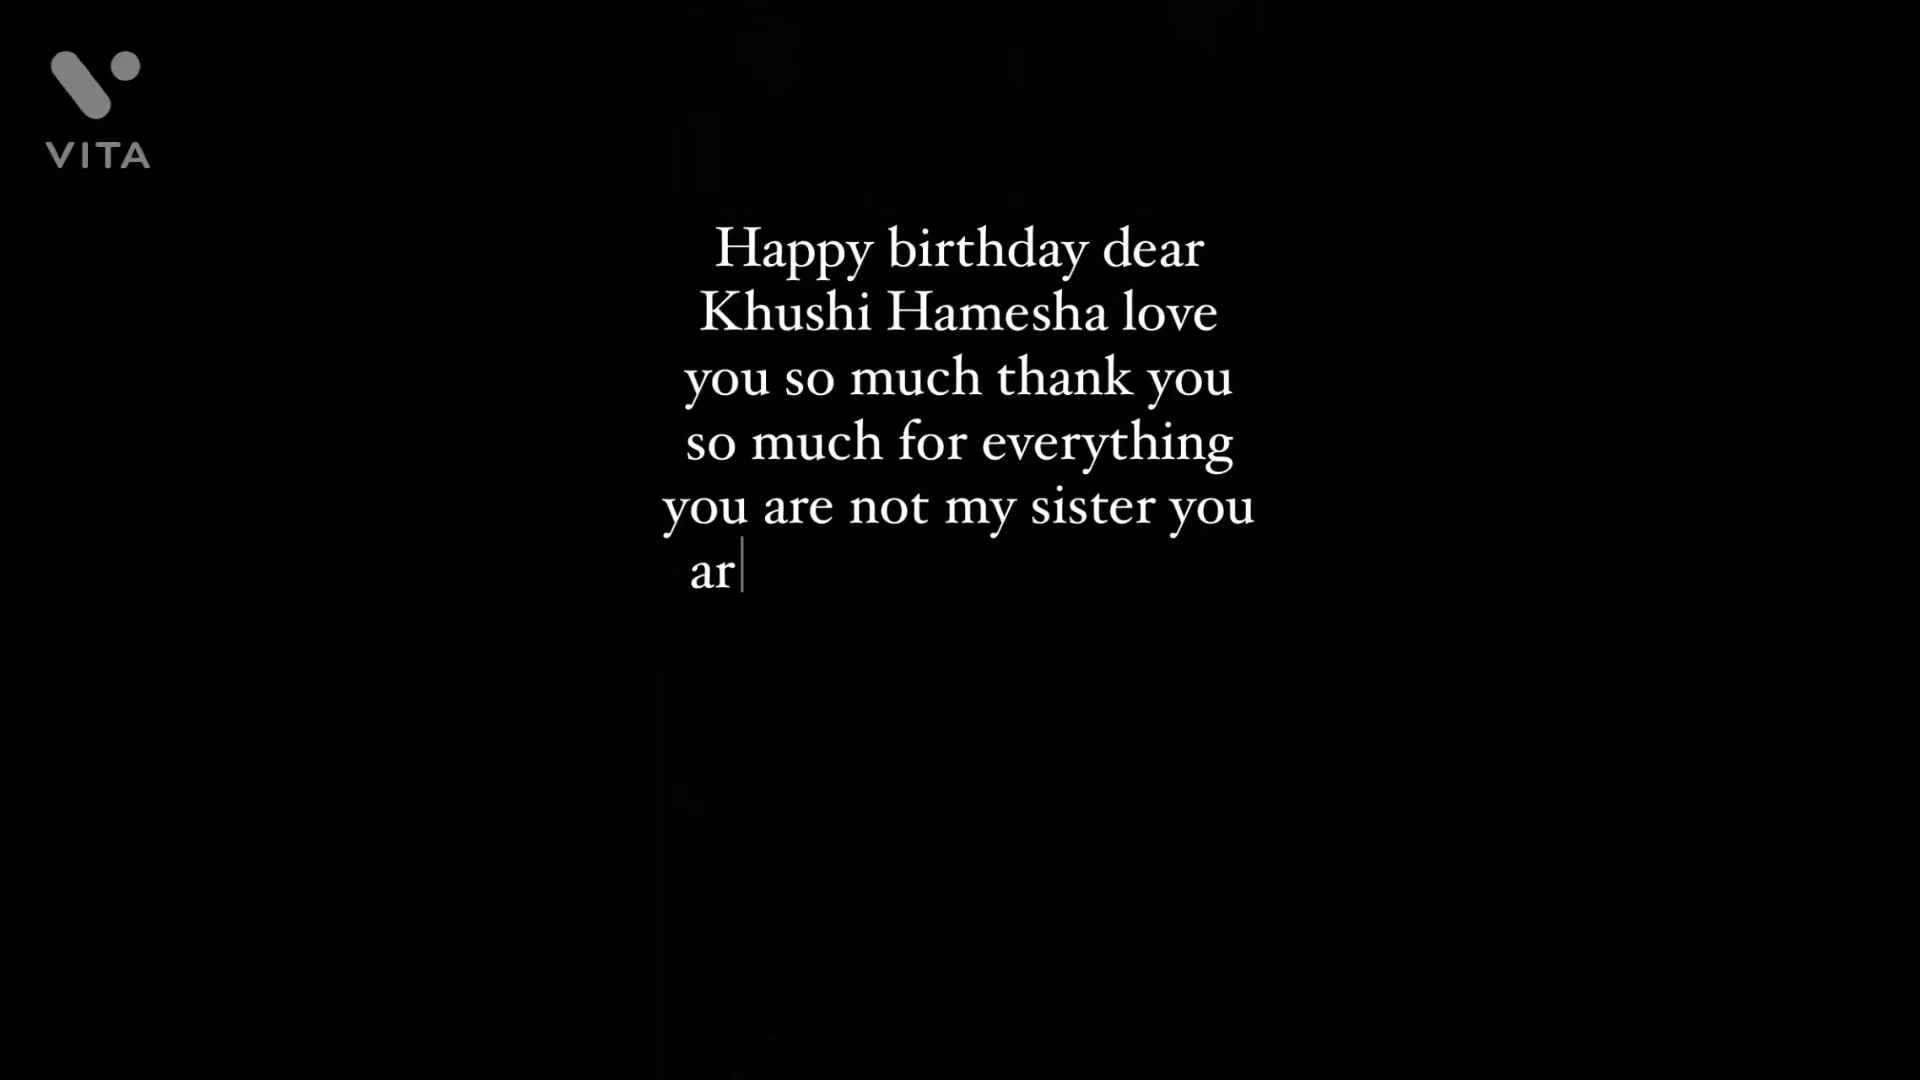 VITA
Happy birthday dear
Khushi Hamesha love
you so much thank you
so much for everything
you are not my sister you
ar